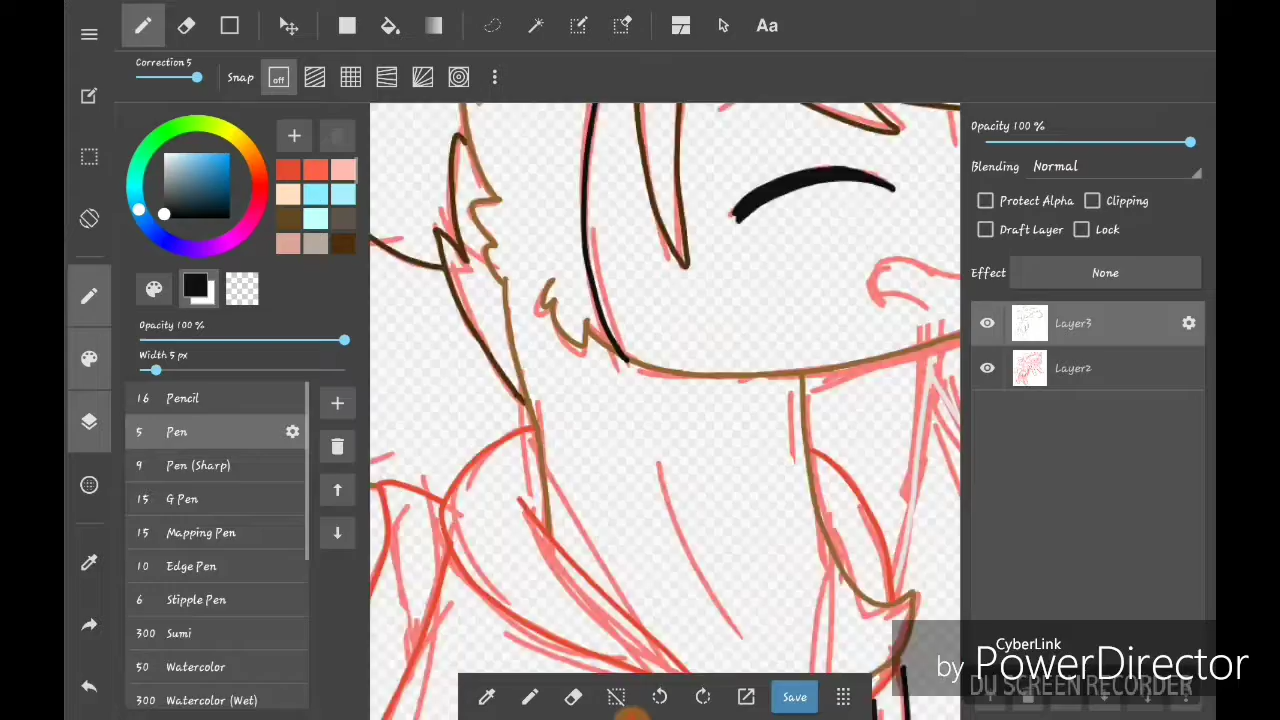 Aa
Correction 5
Snap
off
Opacity 100 %
Width 5 px
16 Pencil
5 Pen
9 Pen (Sharp)
15 G Pen
15 Mapping Pen
10 Edge Pen
6 Stipple Pen
300 Sumi
50 Watercolor
300 Watercolor (Wet)
Save
Opacity 100 %
Blending Normal
Protect Alpha Clipping
Draft Layer Lock
Effect None
Layer3
Layer2
CyberLink
by PowerDirector
DU SCREEN RECORDER